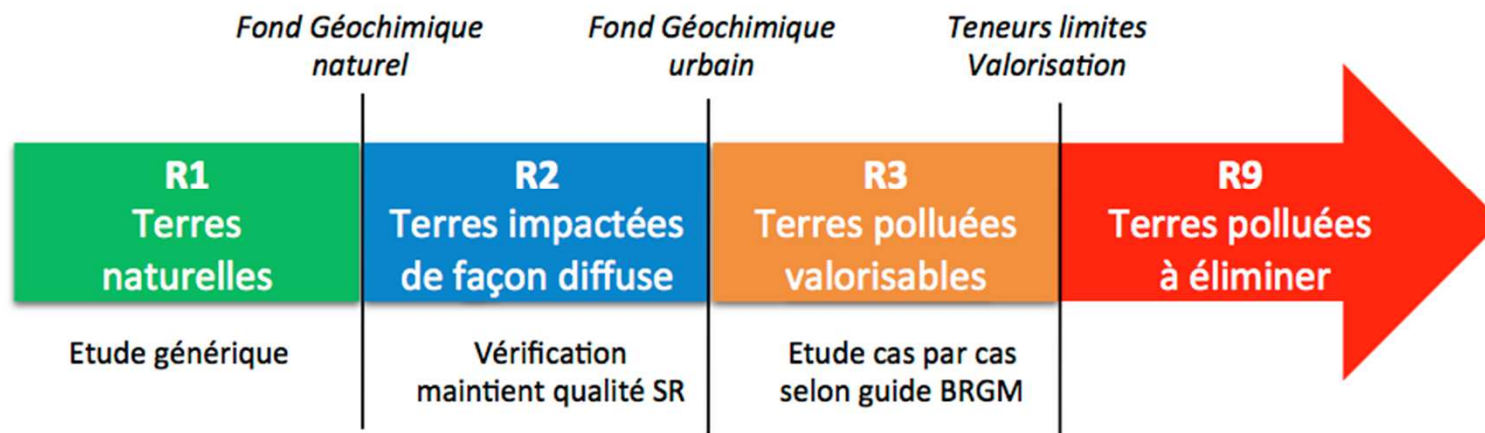 Fond Géochimique
naturel
Fond Géochimique
urbain
Teneurs limites
Valorisation
R1
Terres
naturelles
R2
Terres impactées
de façon diffuse
R3
Terres polluées
valorisables
R9
Terres polluées
à éliminer
Etude générique
Vérification
maintient qualité SR
Etude cas par cas
selon guide BRGM